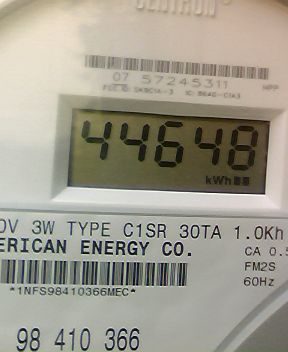 CENTRON
07 57245311
44648
kWh
0V 3W TYPE C1SR 30TA 1.0Kh
ERICAN ENERGY CO.
CA 0.5
FM2S
60Hz
*1NFS98410366MEC*
98 410 366